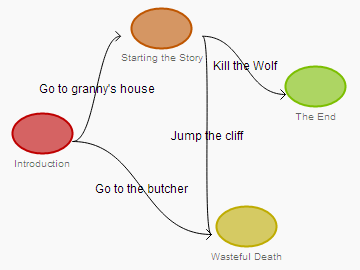 Starting the Story
Kill the Wolf
Go to granny's house
The End
Jump the cliff
Introduction
Go to the butcher
Wasteful Death